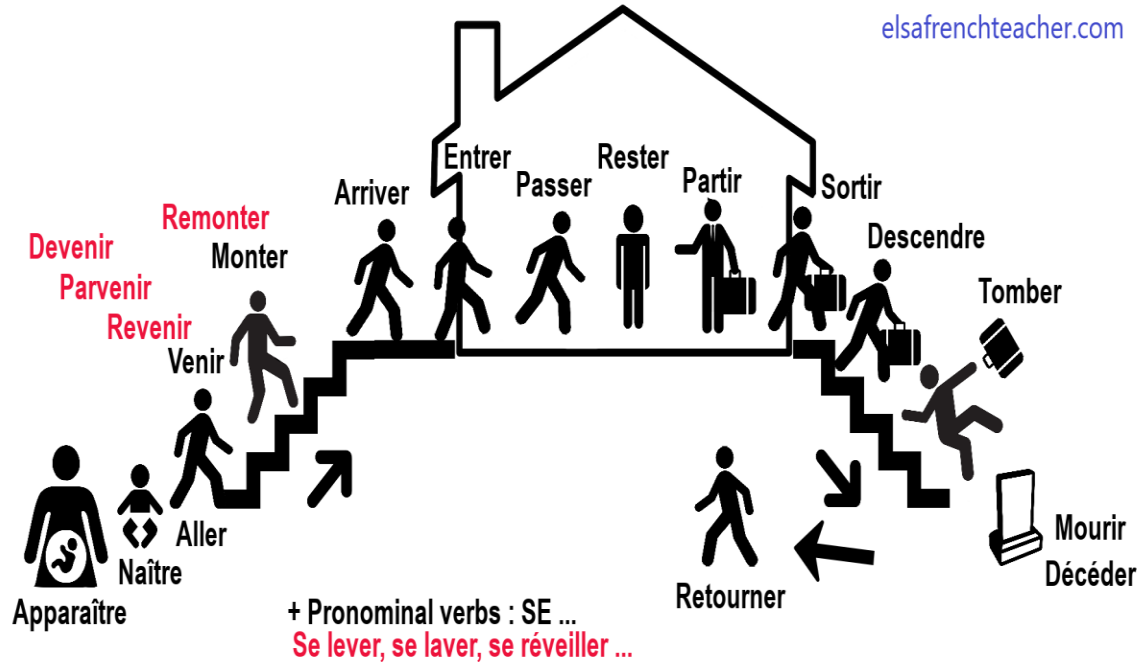 elsafrenchteacher.com
Entrer
Rester
Passer
Partir
Arriver
Sortir
Remonter
Monter
Devenir
Parvenir
Revenir
Venir
Descendre
Tomber
Aller
Naître
Apparaître
Retourner
Mourir
Décéder
+ Pronominal verbs : SE ...
Se lever, se laver, se réveiller ...